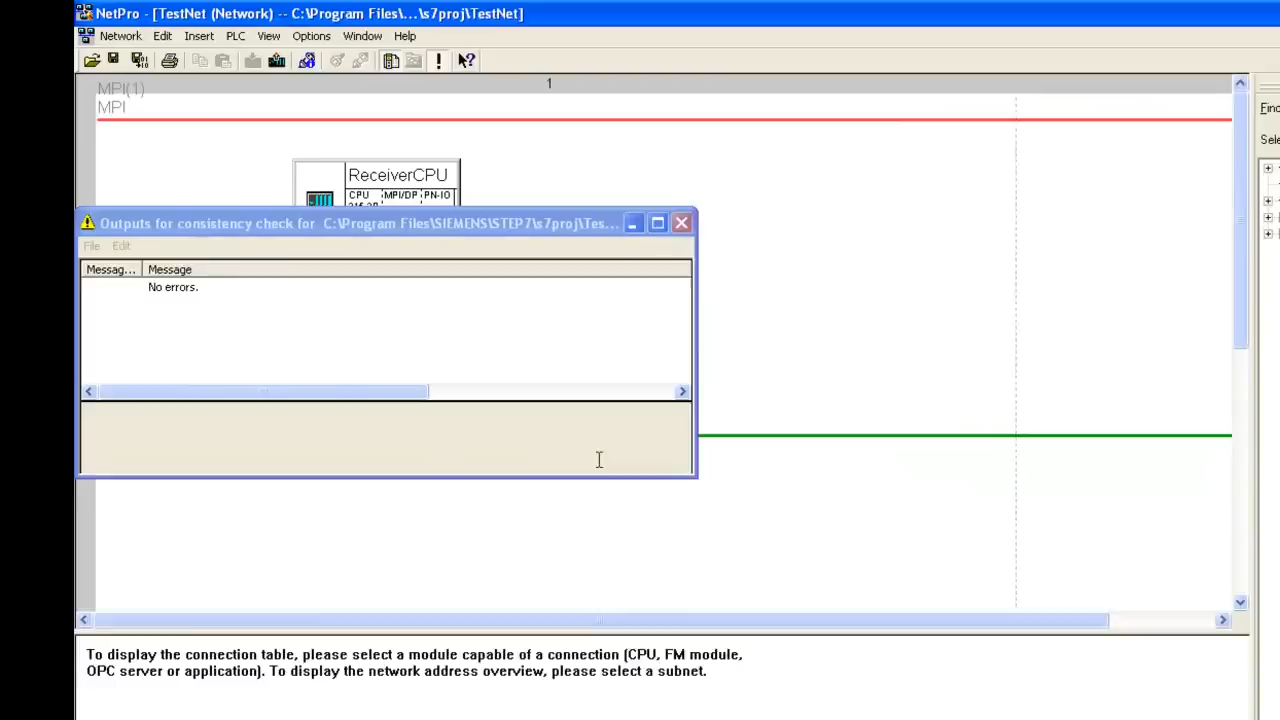 NetPro - [TestNet (Network) -- C:\Program Files\...\s7proj\TestNet]
Network Edit Insert PLC View Options Window Help
1
MPI(1)
MPI
Find
Sele
ReceiverCPU
CPU MPI/DP PN-IO
Outputs for consistency check for C:\Program Files\SIEMENS\STEP7\s7proj\Tes...
File Edit
Messag... Message
No errors.
To display the connection table, please select a module capable of a connection (CPU, FM module,
OPC server or application). To display the network address overview, please select a subnet.